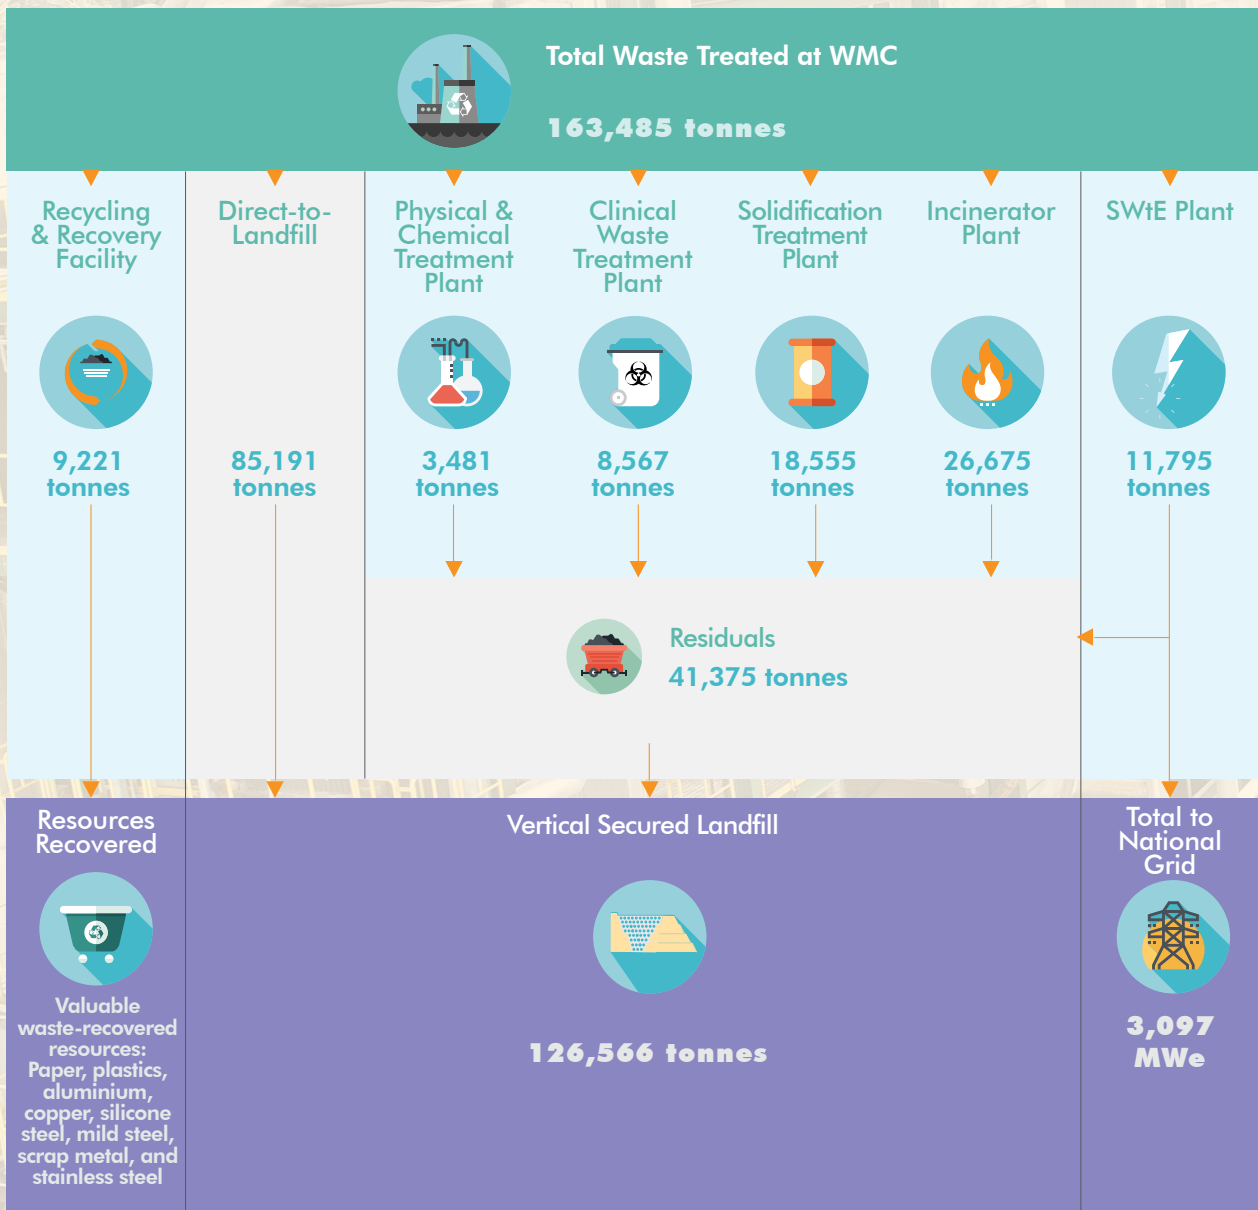 Total Waste Treated at WMC
163,485 tonnes
Recycling
& Recovery
Facility
9,221
tonnes
Direct-to-
Landfill
85,191
tonnes
Physical &
Chemical
Treatment
Plant
3,481
tonnes
Clinical
Waste
Treatment
Plant
8,567
tonnes
Solidification
Treatment
Plant
18,555
tonnes
Incinerator
Plant
26,675
tonnes
SWtE Plant
11,795
tonnes
Residuals
41,375 tonnes
Resources
Recovered
Valuable
waste-recovered
resources:
Paper, plastics,
aluminium,
copper, silicone
steel, mild steel,
scrap metal, and
stainless steel
Vertical Secured Landfill
126,566 tonnes
Total to
National
Grid
3,097
MWe